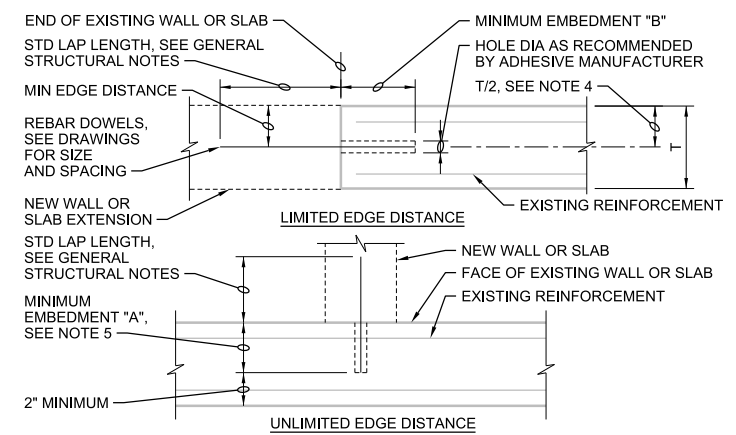 END OF EXISTING WALL OR SLAB
STD LAP LENGTH, SEE GENERAL
STRUCTURAL NOTES
MIN EDGE DISTANCE
REBAR DOWELS,
SEE DRAWINGS
FOR SIZE
AND SPACING
NEW WALL OR
SLAB EXTENSION
MINIMUM EMBEDMENT "B"
HOLE DIA AS RECOMMENDED
BY ADHESIVE MANUFACTURER
T/2, SEE NOTE 4
T
EXISTING REINFORCEMENT
LIMITED EDGE DISTANCE
STD LAP LENGTH,
SEE GENERAL
STRUCTURAL NOTES
MINIMUM
EMBEDMENT "A",
SEE NOTE 5
2" MINIMUM
NEW WALL OR SLAB
FACE OF EXISTING WALL OR SLAB
EXISTING REINFORCEMENT
UNLIMITED EDGE DISTANCE